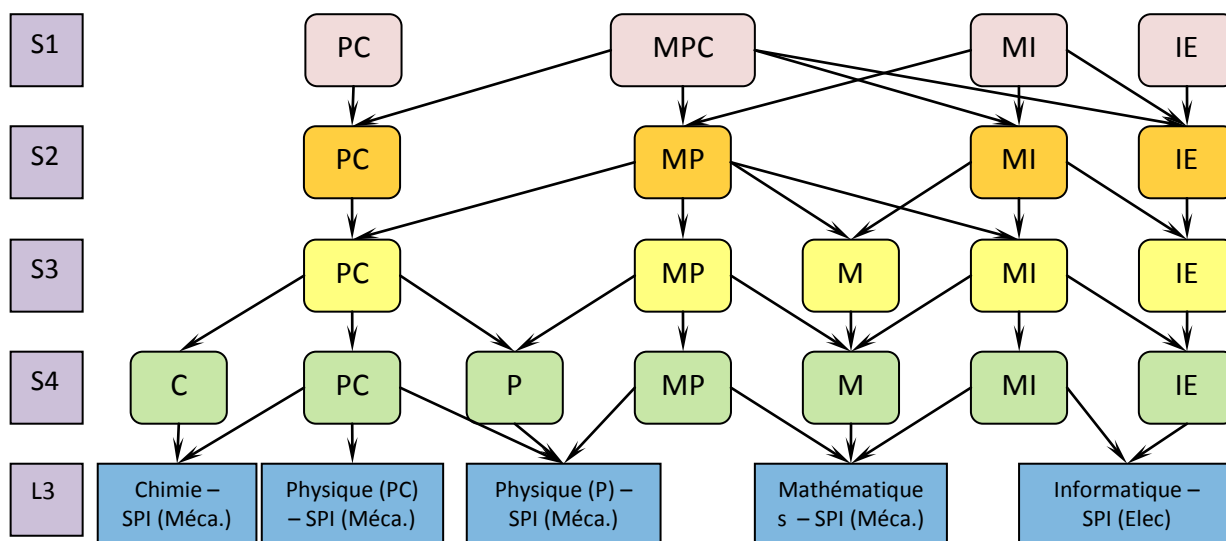 S1
PC
MPC
MI
IE
S2
PC
MP
MI
IE
S3
PC
MP
M
MI
IE
S4
C
PC
P
MP
M
MI
IE
L3
Chimie –
SPI (Méca.)
Physique (PC)
– SPI (Méca.)
Physique (P) –
SPI (Méca.)
Mathématique
s – SPI (Méca.)
Informatique –
SPI (Elec)